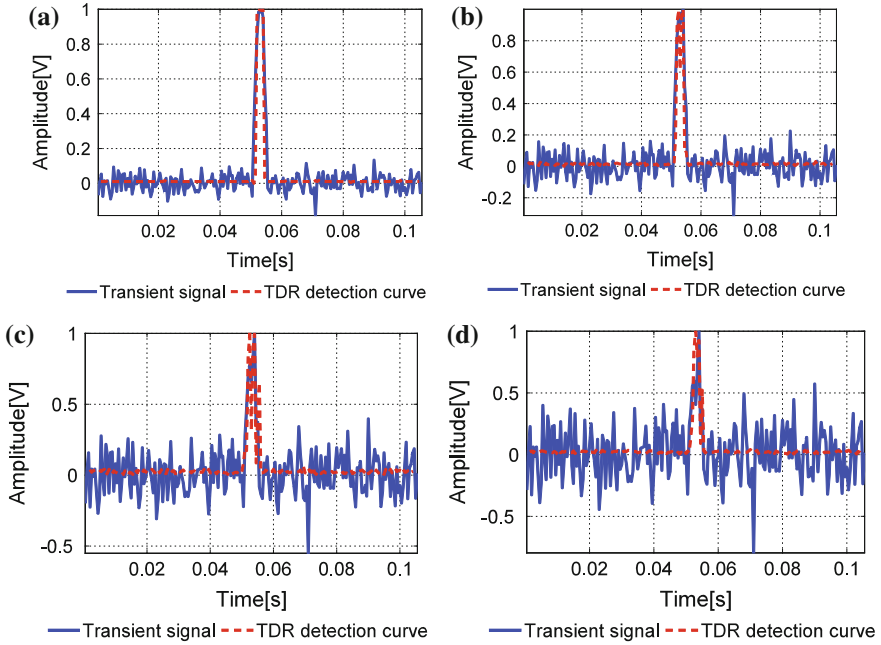 (a)
Amplitude[V]
1
0.8
0.6
0.4
0.2
0
0.02
0.04
0.06
0.08
0.1
Time[s]
Transient signal
TDR detection curve
(b)
Amplitude[V]
1
0.8
0.6
0.4
0.2
0
-0.2
0.02
0.04
0.06
0.08
0.1
Time[s]
Transient signal
TDR detection curve
(c)
Amplitude[V]
1
0.5
0
-0.5
0.02
0.04
0.06
0.08
0.1
Time[s]
Transient signal
TDR detection curve
(d)
Amplitude[V]
1
0.5
0
-0.5
0.02
0.04
0.06
0.08
0.1
Time[s]
Transient signal
TDR detection curve